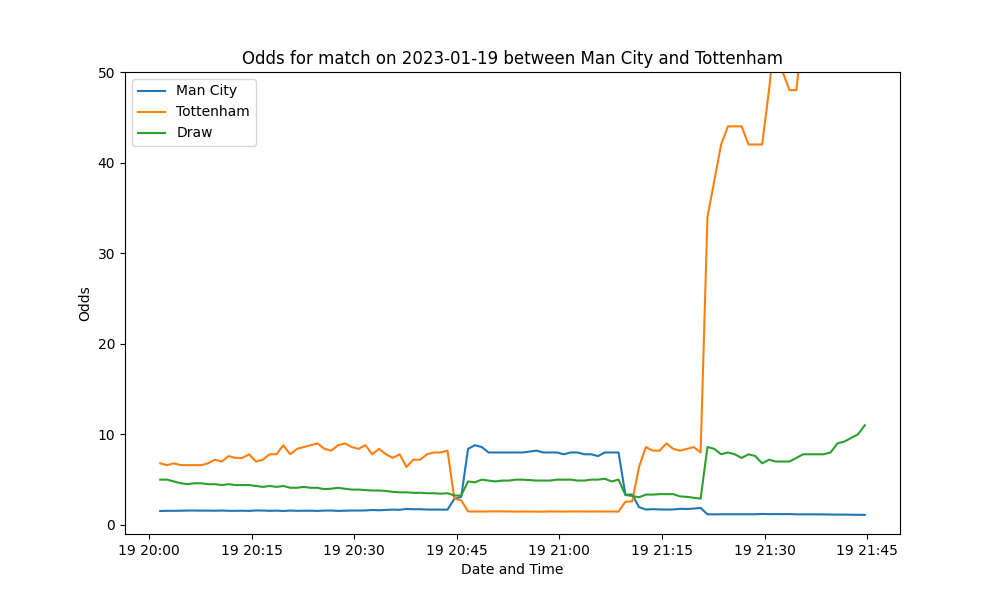 Odds for match on 2023-01-19 between Man City and Tottenham
50
40
30
20
10
0
Odds
Man City
Tottenham
Draw
19 20:00 19 20:15 19 20:30 19 20:45 19 21:00 19 21:15 19 21:30 19 21:45
Date and Time